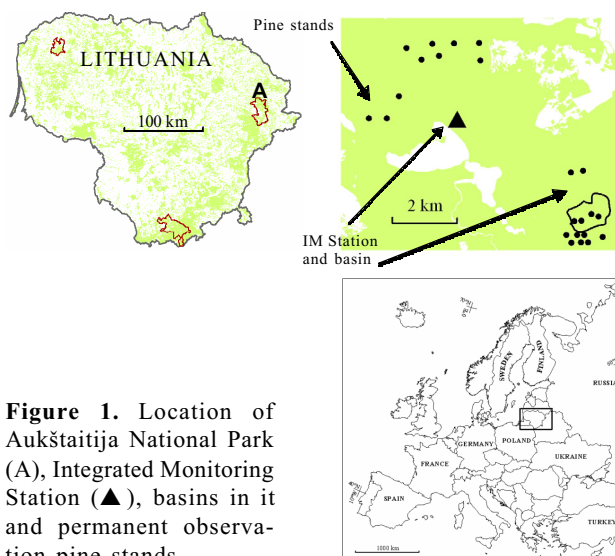 Pine stands
LITHUANIA
A
100 km
2 km
IM Station
and basin
Figure 1. Location of
Aukštaitija National Park
(A), Integrated Monitoring
Station (▲), basins in it
and permanent observa-
tion pine stands
SWEDEN
FINLAND
RUSSIA
GERMANY
POLAND
UKRAINE
FRANCE
SPAIN
TURKEY
1000 km